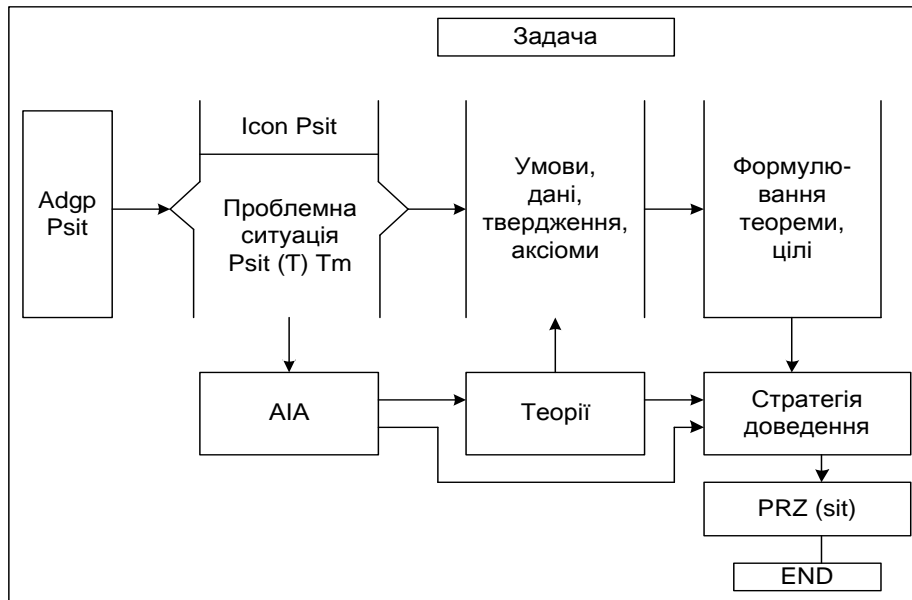 Задача
Adgp
Psit
Icon Psit
Проблемна
ситуація
Psit (T) Tm
Умови,
дані,
твердження,
аксіоми
Формулю-
вання
теореми,
цілі
АІА
Теорії
Стратегія
доведення
PRZ (sit)
END